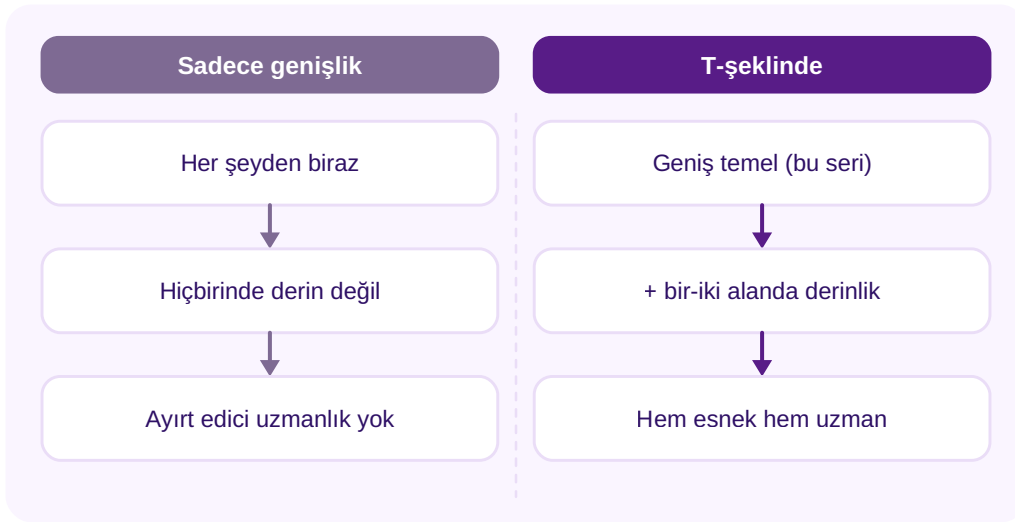 Sadece genişlik
Her şeyden biraz
Hiçbirinde derin değil
Ayırt edici uzmanlık yok
T-şeklinde
Geniş temel (bu seri)
+ bir-iki alanda derinlik
Hem esnek hem uzman